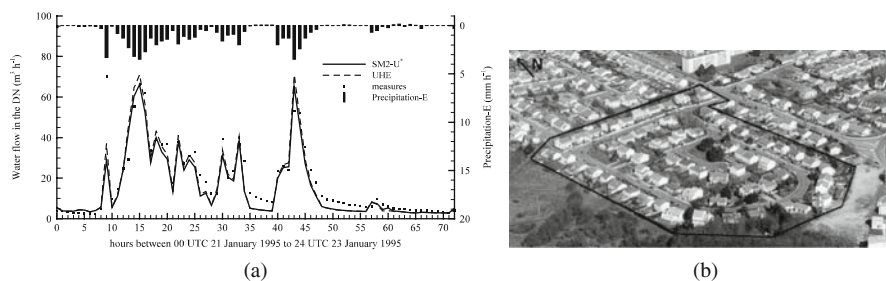 100
80
60
40
20
0
Water flow in the DN (m³ h⁻¹)
0
5
10
15
20
Precipitation-E (mm h⁻¹)
SM2-U*
UHE
measures
Precipitation-E
0 5 10 15 20 25 30 35 40 45 50 55 60 65 70
hours between 00 UTC 21 January 1995 to 24 UTC 23 January 1995
(a)
N
(b)